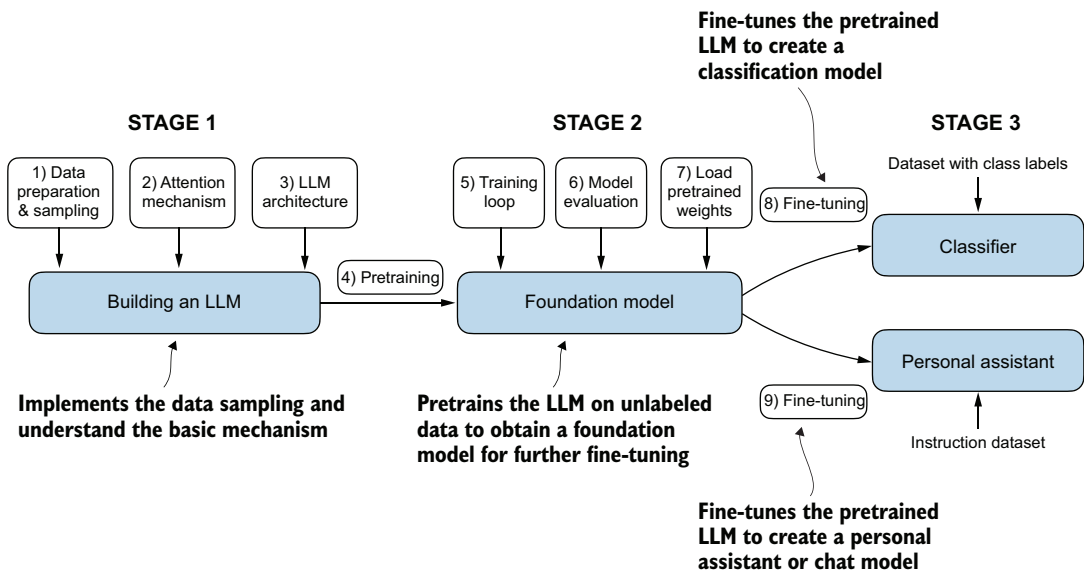 Fine-tunes the pretrained
LLM to create a
classification model
STAGE 1
STAGE 2
STAGE 3
1) Data
preparation
& sampling
2) Attention
mechanism
3) LLM
architecture
5) Training
loop
6) Model
evaluation
7) Load
pretrained
weights
8) Fine-tuning
Dataset with class labels
Classifier
4) Pretraining
Building an LLM
Foundation model
Personal assistant
Implements the data sampling and
understand the basic mechanism
Pretrains the LLM on unlabeled
data to obtain a foundation
model for further fine-tuning
9) Fine-tuning
Instruction dataset
Fine-tunes the pretrained
LLM to create a personal
assistant or chat model